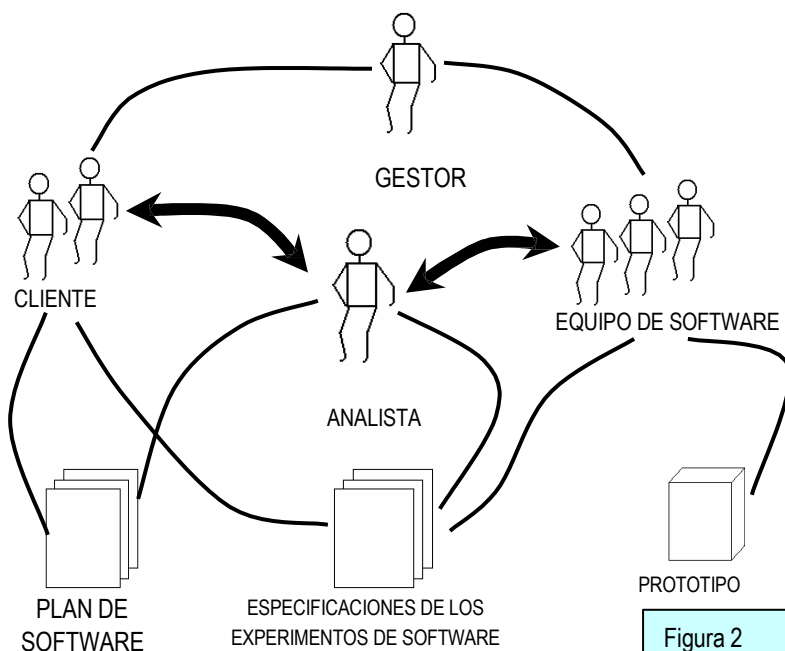 GESTOR
CLIENTE
EQUIPO DE SOFTWARE
ANALISTA
PLAN DE
SOFTWARE
ESPECIFICACIONES DE LOS
EXPERIMENTOS DE SOFTWARE
PROTOTIPO
Figura 2